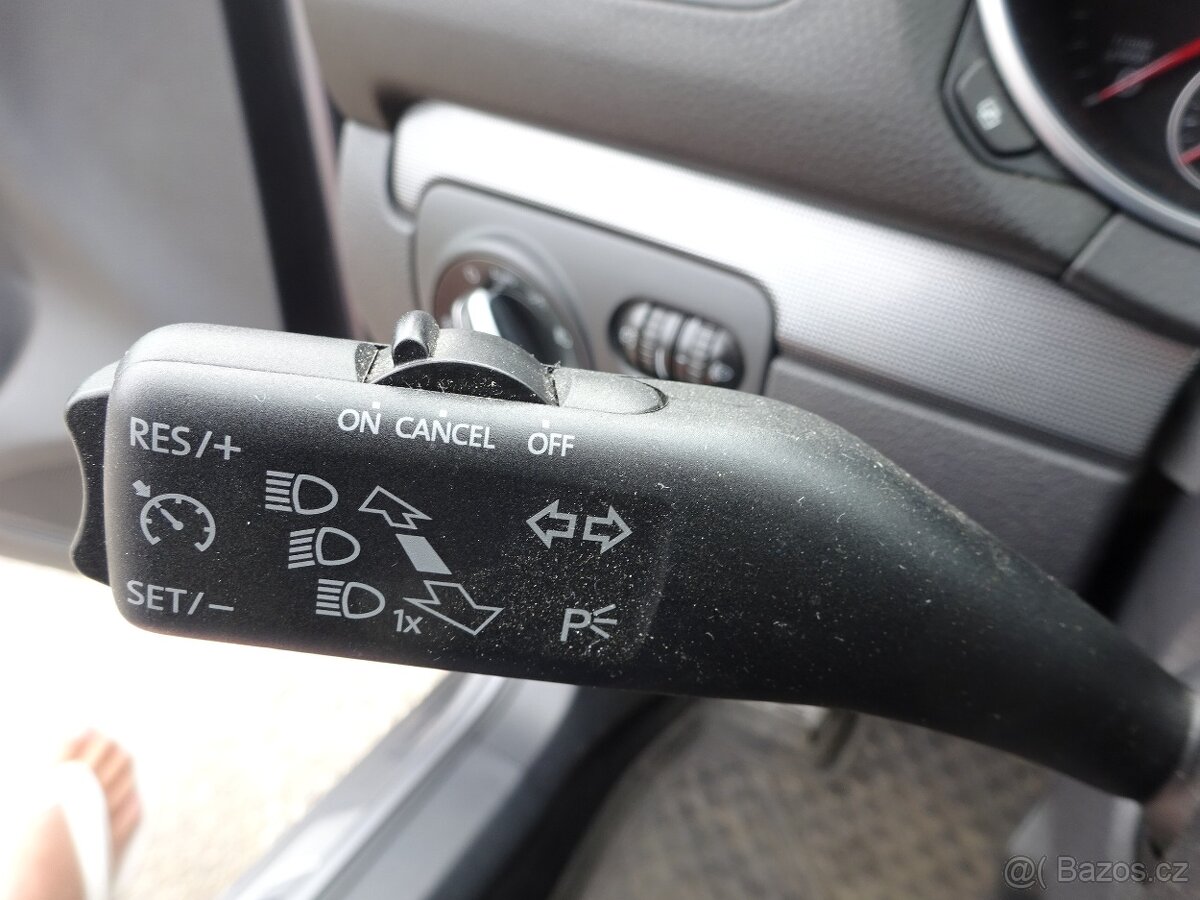 ON CANCEL OFF
RES/+
SET/−
1x
P
@( Bazos.cz